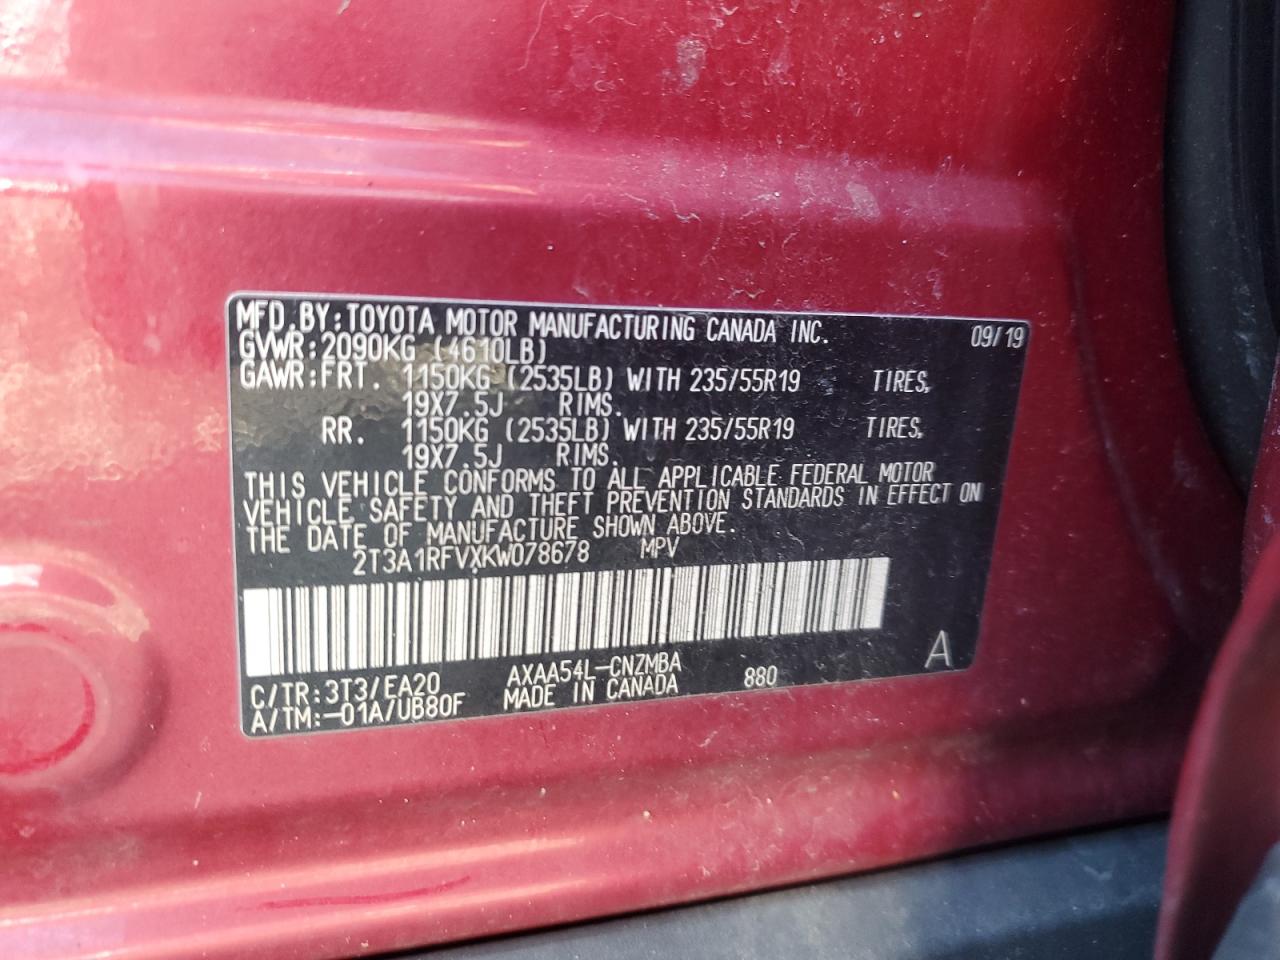 MFD.BY:TOYOTA MOTOR MANUFACTURING CANADA INC. 09/19
GVWR:2090KG (4610LB)
GAWR:FRT. 1150KG (2535LB) WITH 235/55R19 TIRES,
19X7.5J RIMS.
RR. 1150KG (2535LB) WITH 235/55R19 TIRES,
19X7.5J RIMS.
THIS VEHICLE CONFORMS TO ALL APPLICABLE FEDERAL MOTOR
VEHICLE SAFETY AND THEFT PREVENTION STANDARDS IN EFFECT ON
THE DATE OF MANUFACTURE SHOWN ABOVE.
2T3A1RFVXKW078678 MPV
A
C/TR:3T3/EA20 AXAA54L-CNZMBA 880
A/TM:-01A/UB80F MADE IN CANADA